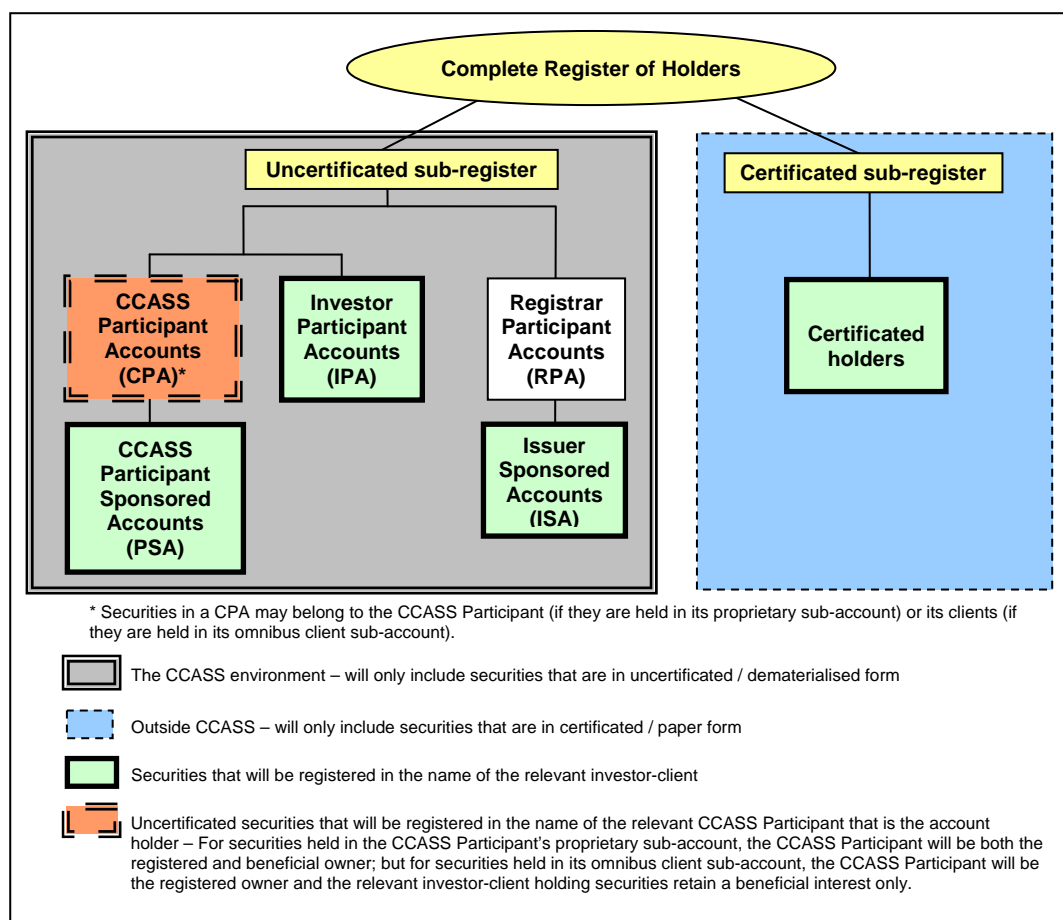 Complete Register of Holders
Uncertificated sub-register
Certificated sub-register
CCASS
Participant
Accounts
(CPA)*
Investor
Participant
Accounts
(IPA)
Registrar
Participant
Accounts
(RPA)
Certificated
holders
CCASS
Participant
Sponsored
Accounts
(PSA)
Issuer
Sponsored
Accounts
(ISA)
* Securities in a CPA may belong to the CCASS Participant (if they are held in its proprietary sub-account) or its clients (if
they are held in its omnibus client sub-account).
The CCASS environment – will only include securities that are in uncertificated / dematerialised form
Outside CCASS – will only include securities that are in certificated / paper form
Securities that will be registered in the name of the relevant investor-client
Uncertificated securities that will be registered in the name of the relevant CCASS Participant that is the account
holder – For securities held in the CCASS Participant's proprietary sub-account, the CCASS Participant will be both the
registered and beneficial owner; but for securities held in its omnibus client sub-account, the CCASS Participant will be
the registered owner and the relevant investor-client holding securities retain a beneficial interest only.